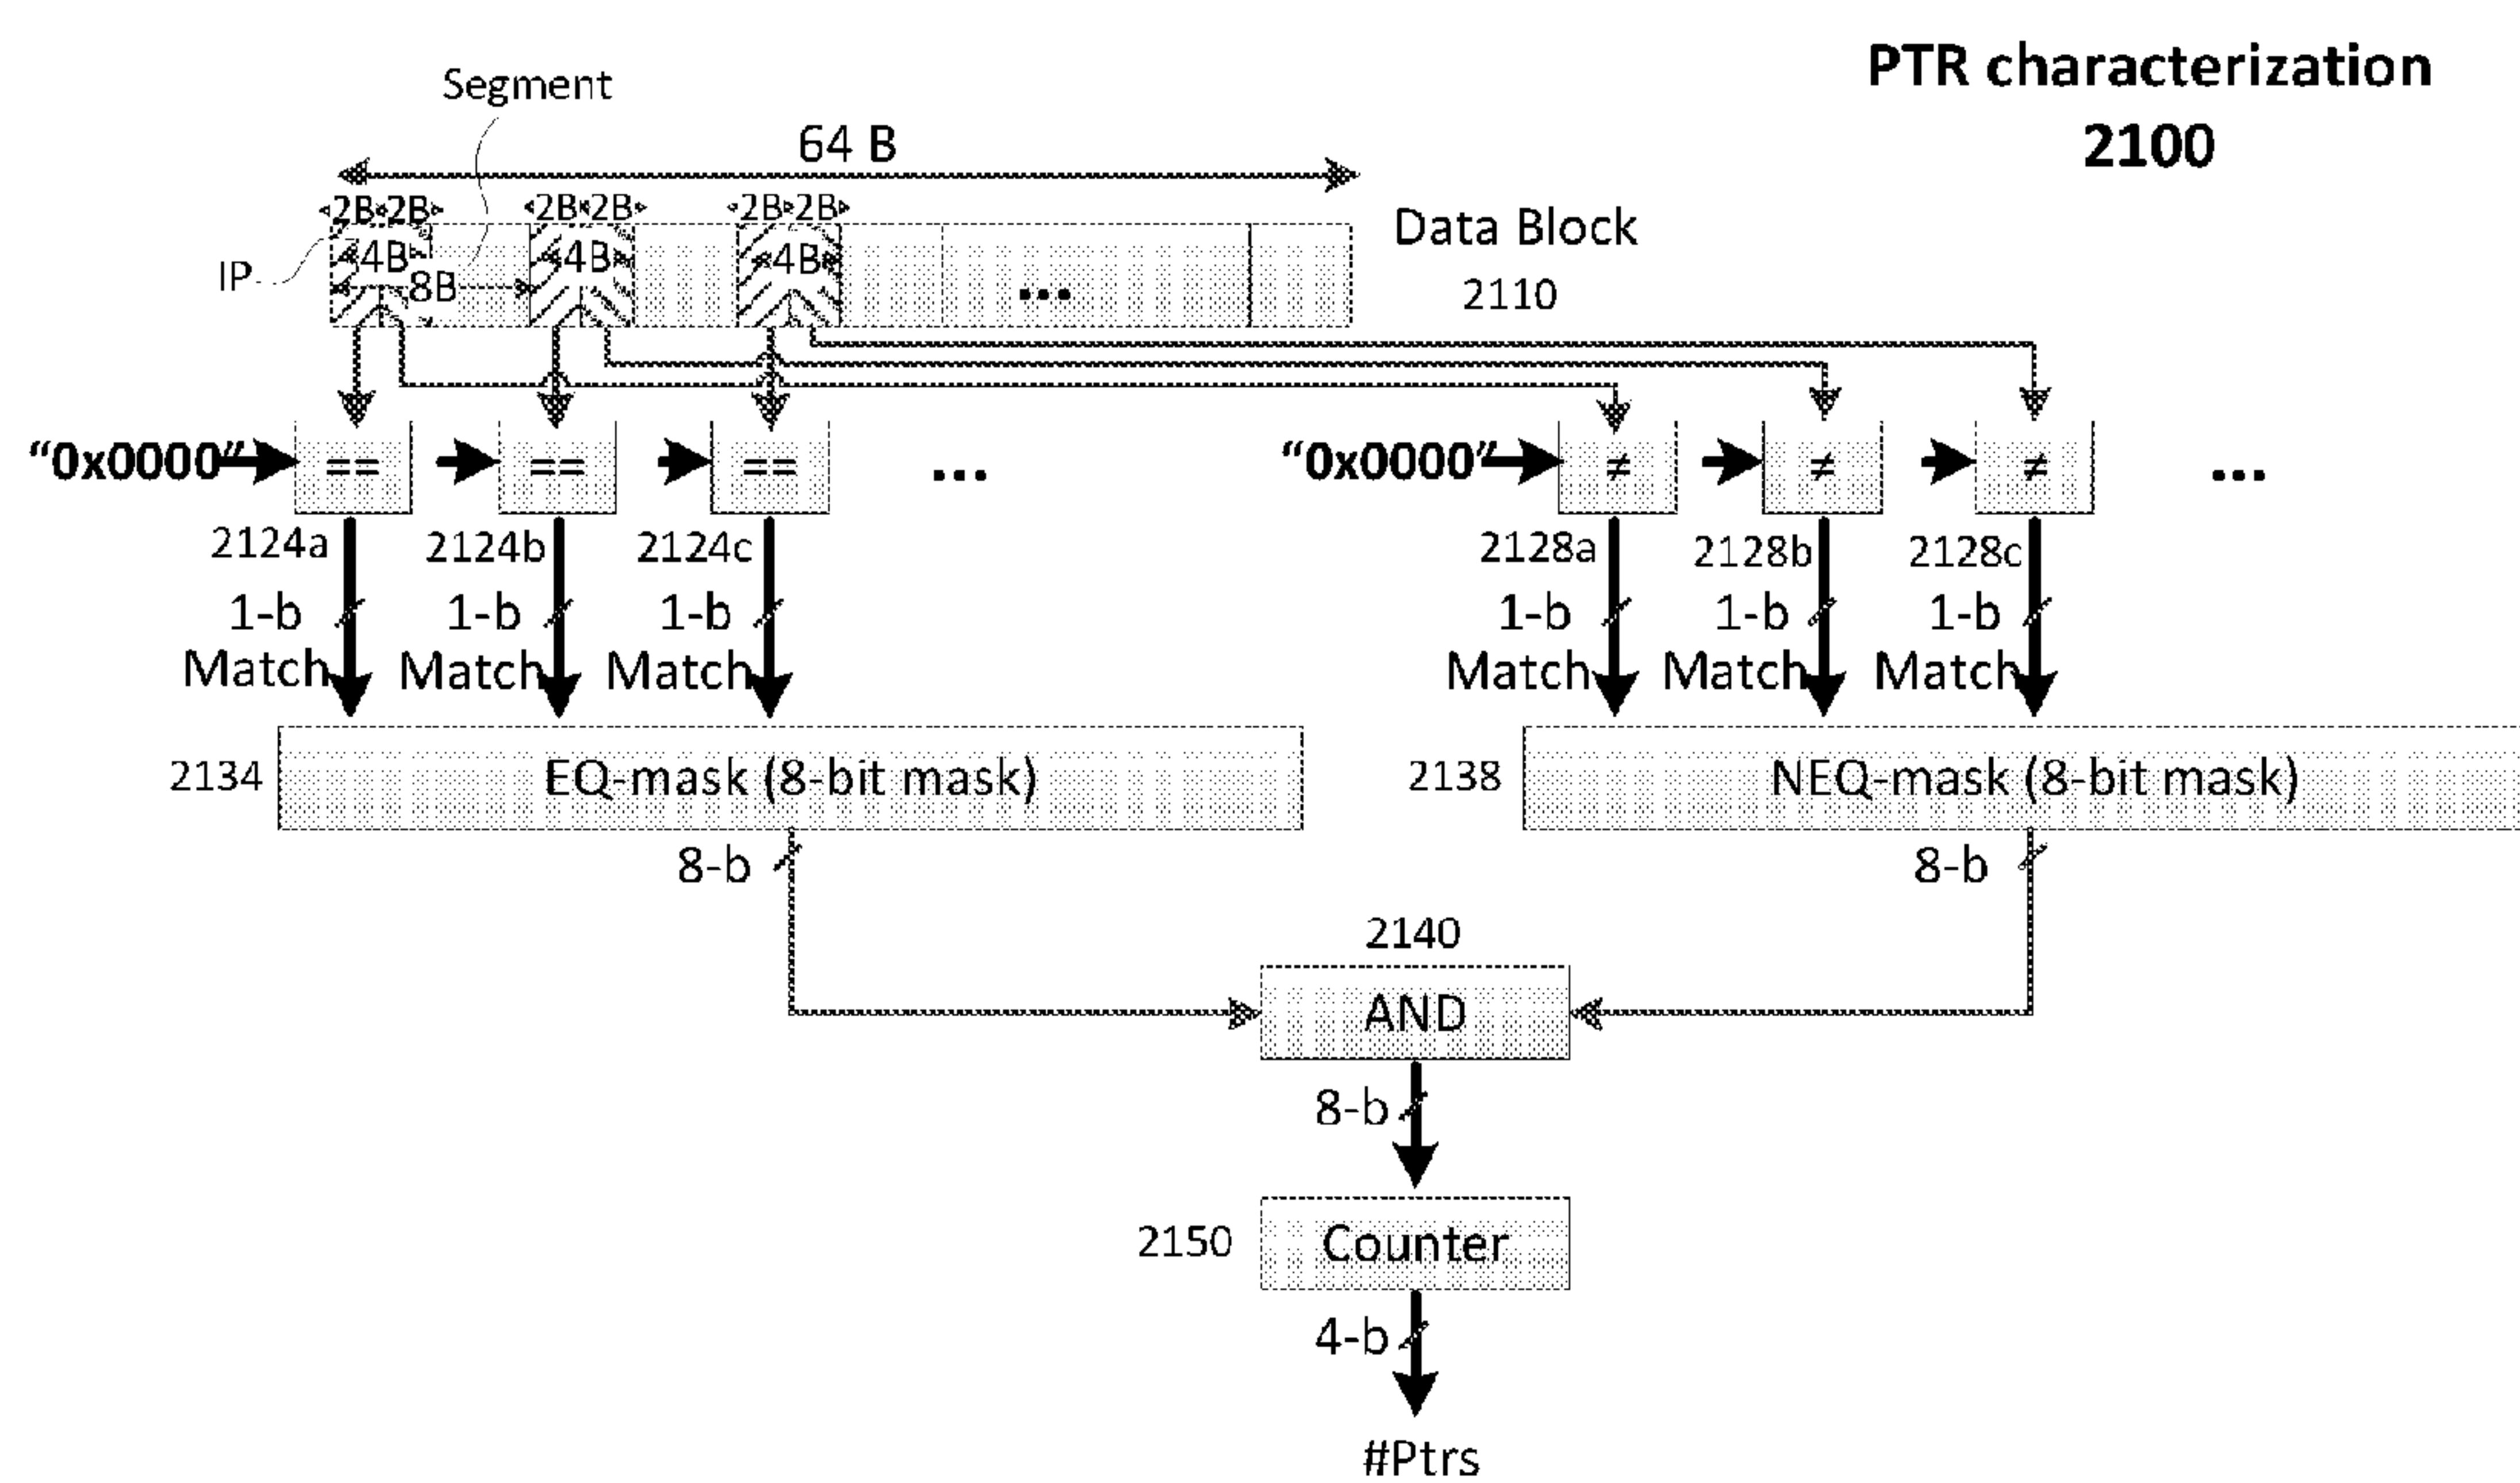 PTR characterization
2100
Segment
64 B
2B 2B 2B 2B 2B 2B
Data Block
2110
IP
4B 4B 4B
8B
...
"0x0000" == == == ... "0x0000" ≠ ≠ ≠ ...
2124a 2124b 2124c 2128a 2128b 2128c
1-b 1-b 1-b 1-b 1-b 1-b
Match Match Match Match Match Match
2134 EQ-mask (8-bit mask) 2138 NEQ-mask (8-bit mask)
8-b 8-b
2140
AND
8-b
2150 Counter
4-b
#Ptrs